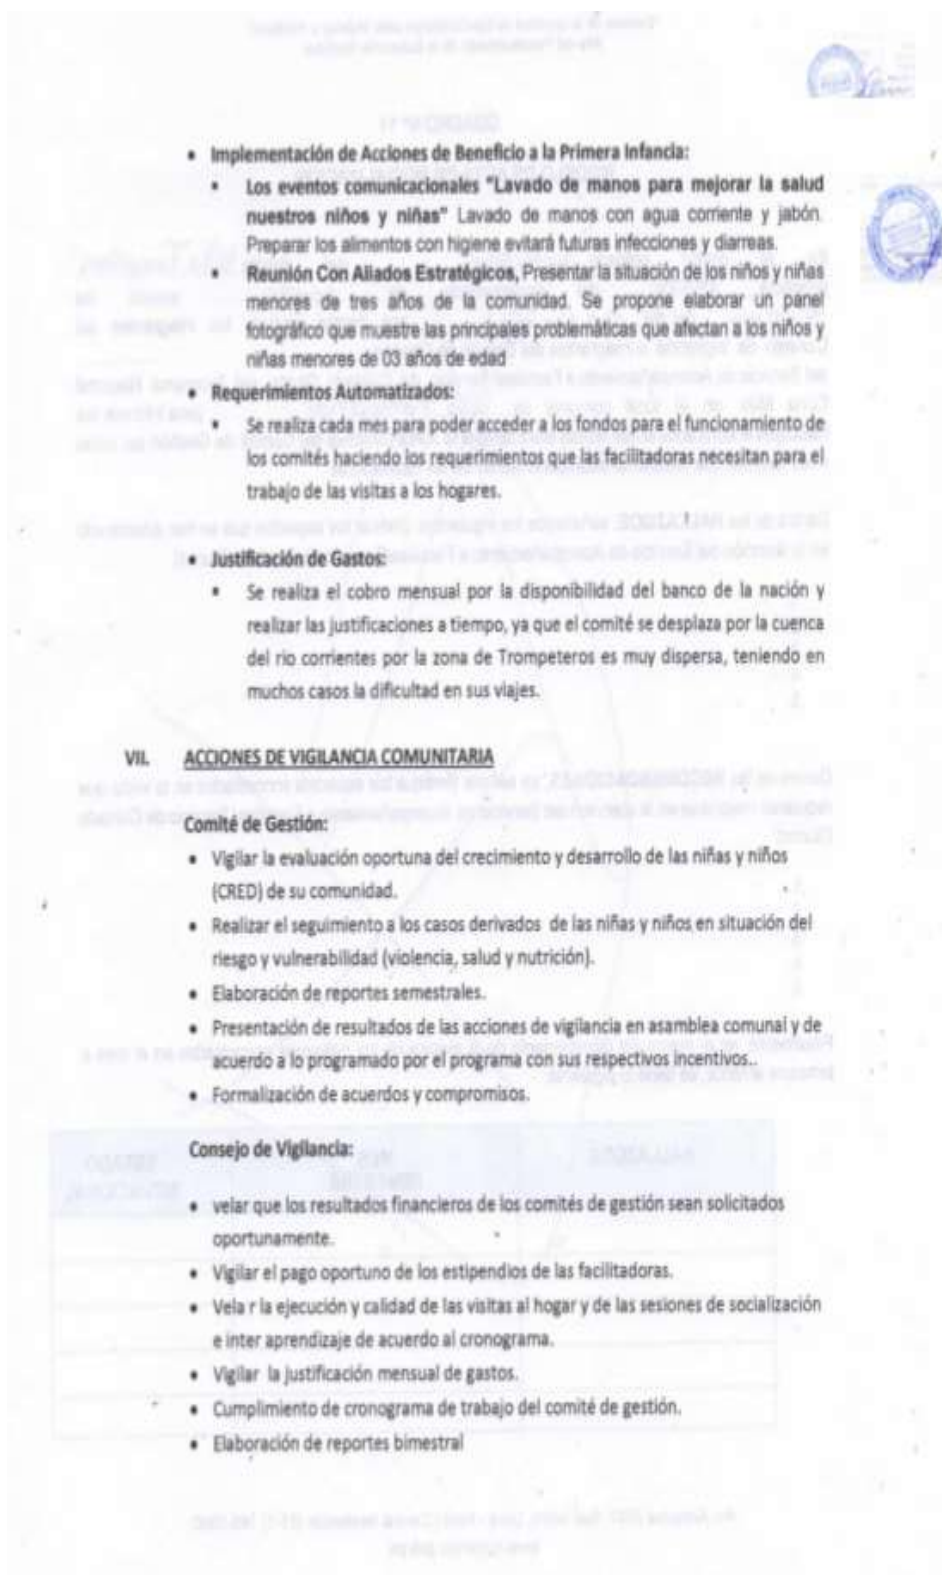 • Implementación de Acciones de Beneficio a la Primera Infancia:
▪ Los eventos comunicacionales "Lavado de manos para mejorar la salud
nuestros niños y niñas" Lavado de manos con agua corriente y jabón.
Preparar los alimentos con higiene evitará futuras infecciones y diarreas.
▪ Reunión Con Aliados Estratégicos, Presentar la situación de los niños y niñas
menores de tres años de la comunidad. Se propone elaborar un panel
fotográfico que muestre las principales problemáticas que afectan a los niños y
niñas menores de 03 años de edad
• Requerimientos Automatizados:
▪ Se realiza cada mes para poder acceder a los fondos para el funcionamiento de
los comités haciendo los requerimientos que las facilitadoras necesitan para el
trabajo de las visitas a los hogares.
• Justificación de Gastos:
▪ Se realiza el cobro mensual por la disponibilidad del banco de la nación y
realizar las justificaciones a tiempo, ya que el comité se desplaza por la cuenca
del rio corrientes por la zona de Trompeteros es muy dispersa, teniendo en
muchos casos la dificultad en sus viajes.
VII. ACCIONES DE VIGILANCIA COMUNITARIA
Comité de Gestión:
• Vigilar la evaluación oportuna del crecimiento y desarrollo de las niñas y niños
(CRED) de su comunidad.
• Realizar el seguimiento a los casos derivados de las niñas y niños en situación del
riesgo y vulnerabilidad (violencia, salud y nutrición).
• Elaboración de reportes semestrales.
• Presentación de resultados de las acciones de vigilancia en asamblea comunal y de
acuerdo a lo programado por el programa con sus respectivos incentivos..
• Formalización de acuerdos y compromisos.
Consejo de Vigilancia:
• velar que los resultados financieros de los comités de gestión sean solicitados
oportunamente.
• Vigilar el pago oportuno de los estipendios de las facilitadoras.
• Vela r la ejecución y calidad de las visitas al hogar y de las sesiones de socialización
e inter aprendizaje de acuerdo al cronograma.
• Vigilar la justificación mensual de gastos.
• Cumplimiento de cronograma de trabajo del comité de gestión.
• Elaboración de reportes bimestral